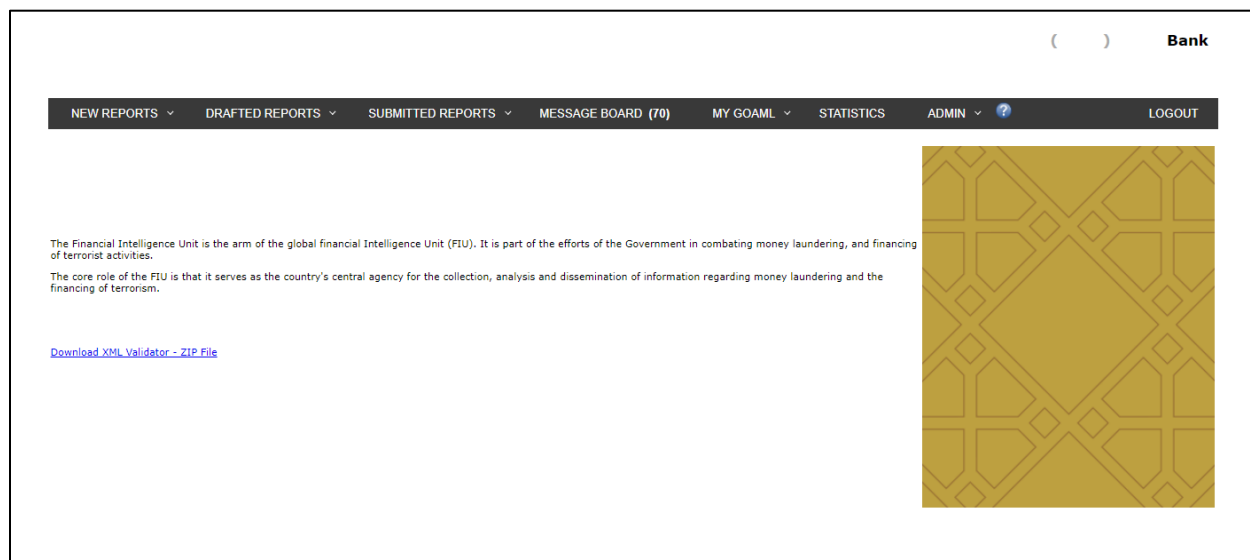 ( ) Bank
NEW REPORTS DRAFTED REPORTS SUBMITTED REPORTS MESSAGE BOARD (70) MY GOAML STATISTICS ADMIN ? LOGOUT
The Financial Intelligence Unit is the arm of the global financial Intelligence Unit (FIU). It is part of the efforts of the Government in combating money laundering, and financing
of terrorist activities.
The core role of the FIU is that it serves as the country's central agency for the collection, analysis and dissemination of information regarding money laundering and the
financing of terrorism.
Download XML Validator - ZIP File